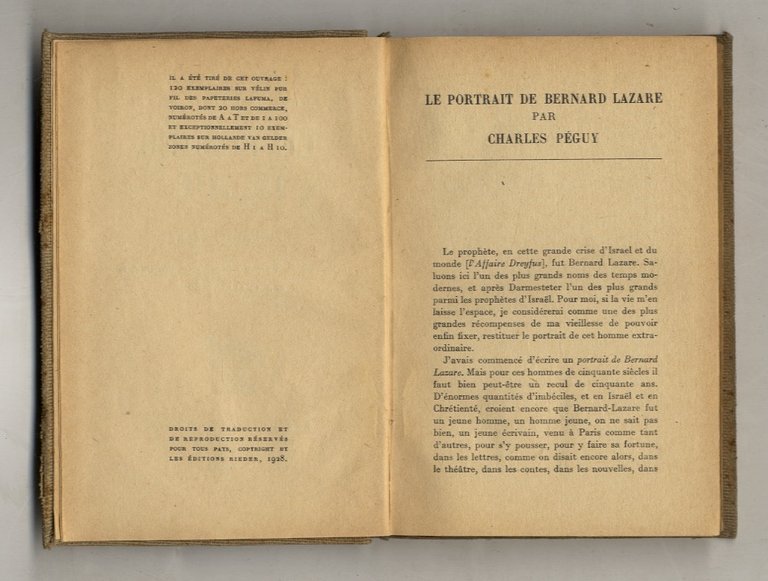 IL A ÉTÉ TIRÉ DE CET OUVRAGE :
120 EXEMPLAIRES SUR VÉLIN PUR
FIL DES PAPETERIES LAFUMA, DE
VOIRON, DONT 20 HORS COMMERCE,
NUMÉROTÉS DE A A T ET DE 1 A 100
ET EXCEPTIONNELLEMENT 10 EXEM-
PLAIRES SUR HOLLANDE VAN GELDER
ZONEN NUMÉROTÉS DE H 1 A H 10.
DROITS DE TRADUCTION ET
DE REPRODUCTION RÉSERVÉS
POUR TOUS PAYS, COPYRIGHT BY
LES ÉDITIONS RIEDER, 1928.
LE PORTRAIT DE BERNARD LAZARE
PAR
CHARLES PÉGUY
Le prophète, en cette grande crise d'Israel et du
monde [l'Affaire Dreyfus], fut Bernard Lazare. Sa-
luons ici l'un des plus grands noms des temps mo-
dernes, et après Darmesteter l'un des plus grands
parmi les prophètes d'Israël. Pour moi, si la vie m'en
laisse l'espace, je considérerai comme une des plus
grandes récompenses de ma vieillesse de pouvoir
enfin fixer, restituer le portrait de cet homme extra-
ordinaire.
J'avais commencé d'écrire un portrait de Bernard
Lazare. Mais pour ces hommes de cinquante siècles il
faut bien peut-être un recul de cinquante ans.
D'énormes quantités d'imbéciles, et en Israël et en
Chrétienté, croient encore que Bernard-Lazare fut
un jeune homme, un homme jeune, on ne sait pas
bien, un jeune écrivain, venu à Paris comme tant
d'autres, pour s'y pousser, pour y faire sa fortune,
dans les lettres, comme on disait encore alors, dans
le théâtre, dans les contes, dans les nouvelles, dans